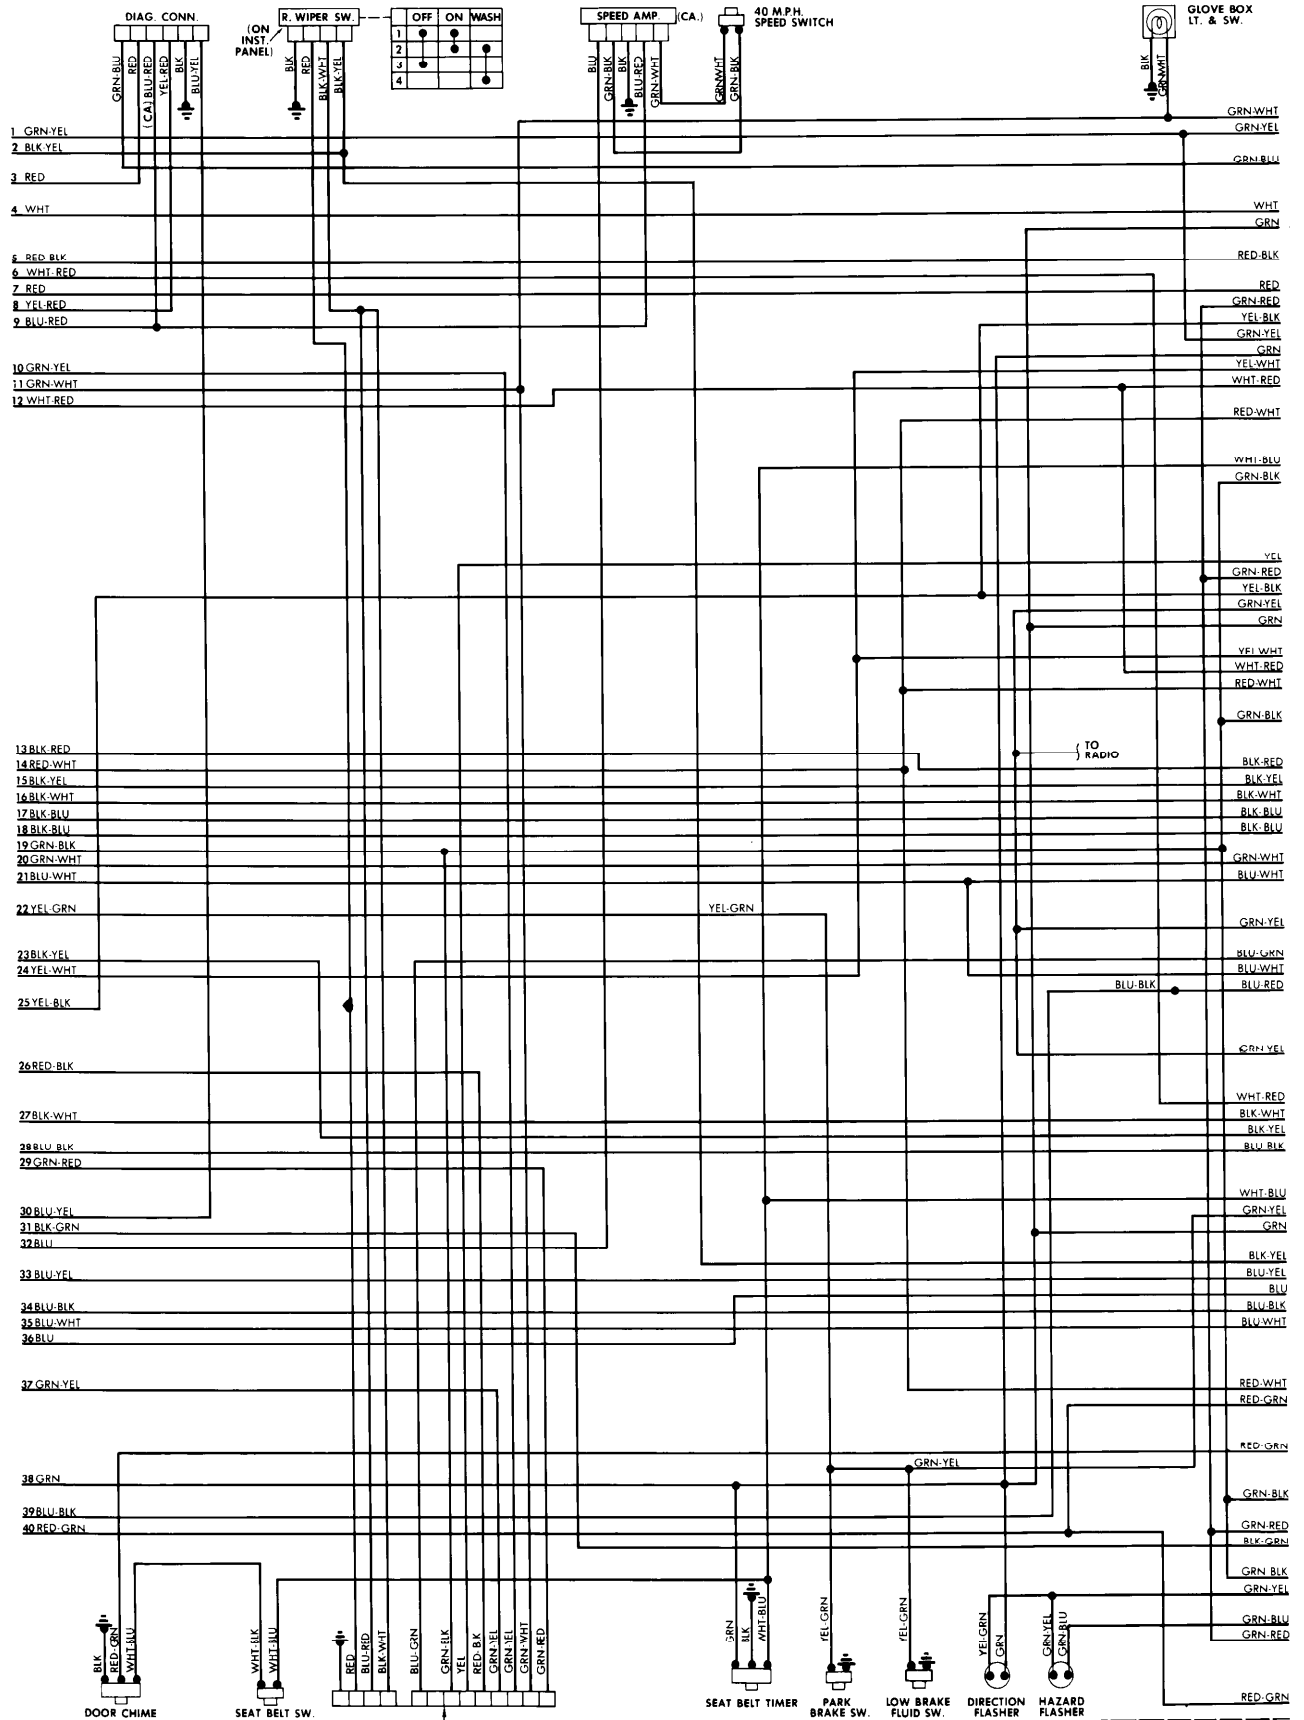 DIAG. CONN.
R. WIPER SW.
(ON
INST.
PANEL)
OFF ON WASH
1
2
3
4
SPEED AMP. (CA.)
40 M.P.H.
SPEED SWITCH
GLOVE BOX
LT. & SW.
GRN-BLU
RED
(CA) BLU-RED
YEL-RED
BLK
BLU-YEL
BLK
RED
BLK-WHT
BLK-YEL
BLU
GRN-BLK
BLK
BLU-RED
GRN-WHT
GRN-WHT
GRN-BLK
BLK
GRN-WHT
1 GRN-YEL
2 BLK-YEL
3 RED
4 WHT
5 RED BLK
6 WHT-RED
7 RED
8 YEL-RED
9 BLU-RED
10 GRN-YEL
11 GRN-WHT
12 WHT-RED
13 BLK-RED
14 RED-WHT
15 BLK-YEL
16 BLK-WHT
17 BLK-BLU
18 BLK-BLU
19 GRN-BLK
20 GRN-WHT
21 BLU-WHT
22 YEL-GRN
23 BLK-YEL
24 YEL-WHT
25 YEL-BLK
26 RED-BLK
27 BLK-WHT
28 BLU BLK
29 GRN-RED
30 BLU-YEL
31 BLK-GRN
32 BLU
33 BLU-YEL
34 BLU-BLK
35 BLU-WHT
36 BLU
37 GRN-YEL
38 GRN
39 BLU-BLK
40 RED-GRN
YEL-GRN
TO
RADIO
BLU-BLK
GRN-YEL
GRN-WHT
GRN-YEL
GRN-BLU
WHT
GRN
RED-BLK
RED
GRN-RED
YEL-BLK
GRN-YEL
GRN
YEL-WHT
WHT-RED
RED-WHT
WHT-BLU
GRN-BLK
YEL
GRN-RED
YEL-BLK
GRN-YEL
GRN
YEL WHT
WHT-RED
RED-WHT
GRN-BLK
BLK-RED
BLK-YEL
BLK-WHT
BLK-BLU
BLK-BLU
GRN-WHT
BLU-WHT
GRN-YEL
BLU-GRN
BLU-WHT
BLU-RED
GRN YEL
WHT-RED
BLK-WHT
BLK-YEL
BLU BLK
WHT-BLU
GRN-YEL
GRN
BLK-YEL
BLU-YEL
BLU
BLU-BLK
BLU-WHT
RED-WHT
RED-GRN
RED-GRN
GRN-BLK
GRN-RED
BLK-GRN
GRN BLK
GRN-YEL
GRN-BLU
GRN-RED
RED-GRN
BLK
RED-GRN
WHT-BLU
WHT-BLK
WHT-BLU
RED
BLU-RED
BLK-WHT
BLU-GRN
GRN-BLK
YEL
RED-BLK
GRN-YEL
GRN-YEL
GRN-WHT
GRN-RED
GRN
BLK
WHT-BLU
YEL-GRN
YEL-GRN
YEL-GRN
GRN
GRN-YEL
GRN-BLU
DOOR CHIME
SEAT BELT SW.
SEAT BELT TIMER
PARK
BRAKE SW.
LOW BRAKE
FLUID SW.
DIRECTION
FLASHER
HAZARD
FLASHER